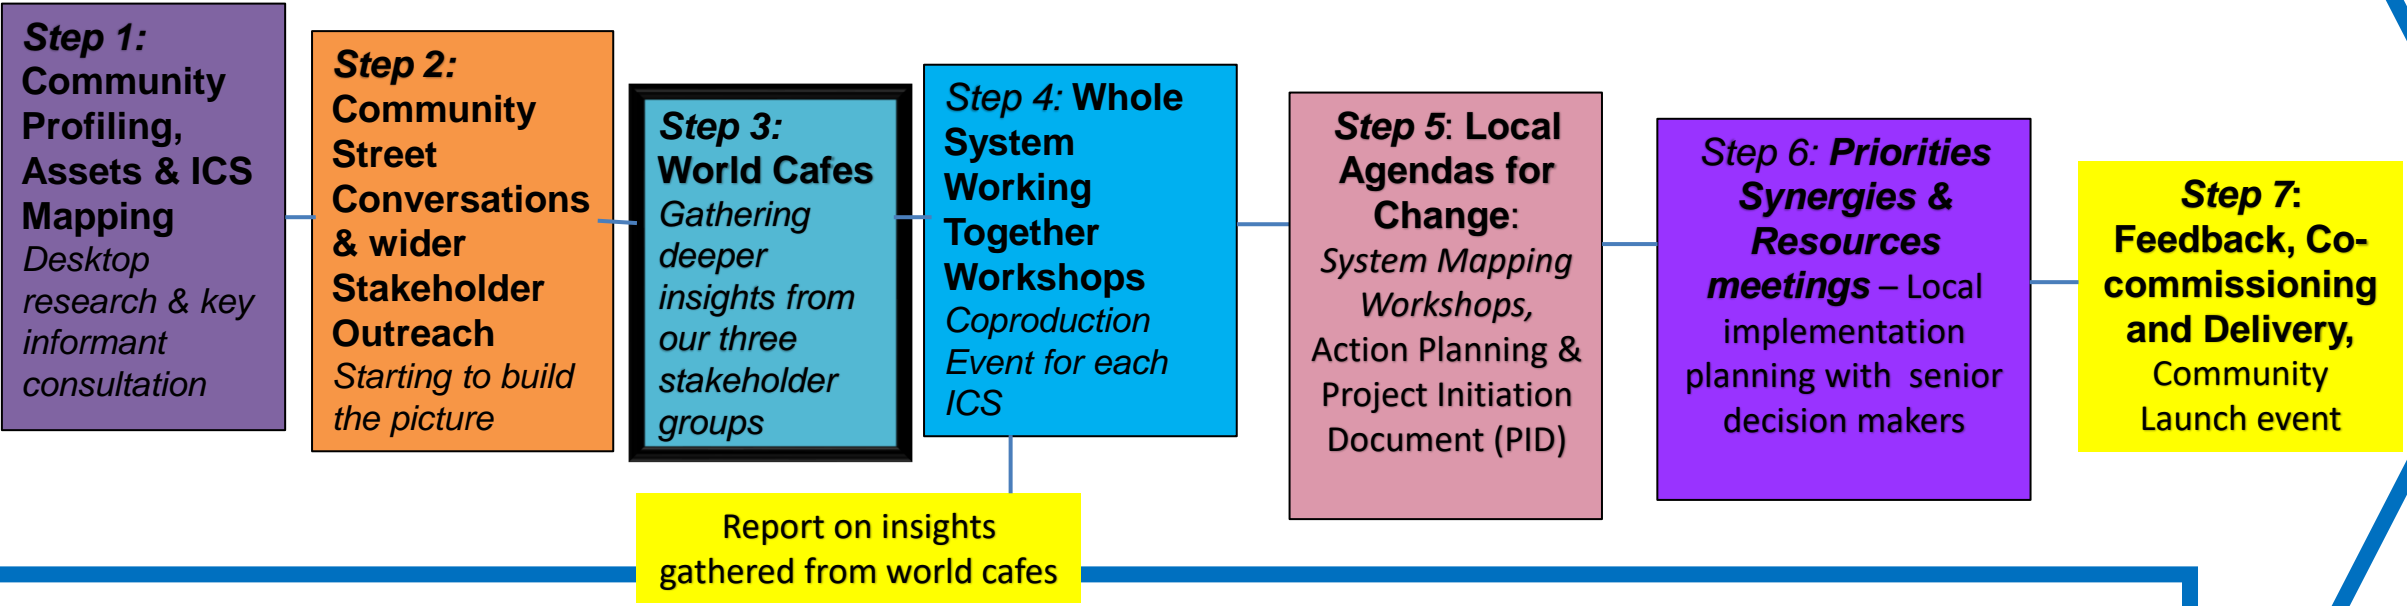 Step 1:
Community
Profiling,
Assets & ICS
Mapping
Desktop
research & key
informant
consultation
Step 2:
Community
Street
Conversations
& wider
Stakeholder
Outreach
Starting to build
the picture
Step 3:
World Cafes
Gathering
deeper
insights from
our three
stakeholder
groups
Step 4: Whole
System
Working
Together
Workshops
Coproduction
Event for each
ICS
Report on insights
gathered from world cafes
Step 5: Local
Agendas for
Change:
System Mapping
Workshops,
Action Planning &
Project Initiation
Document (PID)
Step 6: Priorities
Synergies &
Resources
meetings – Local
implementation
planning with senior
decision makers
Step 7:
Feedback, Co-
commissioning
and Delivery,
Community
Launch event